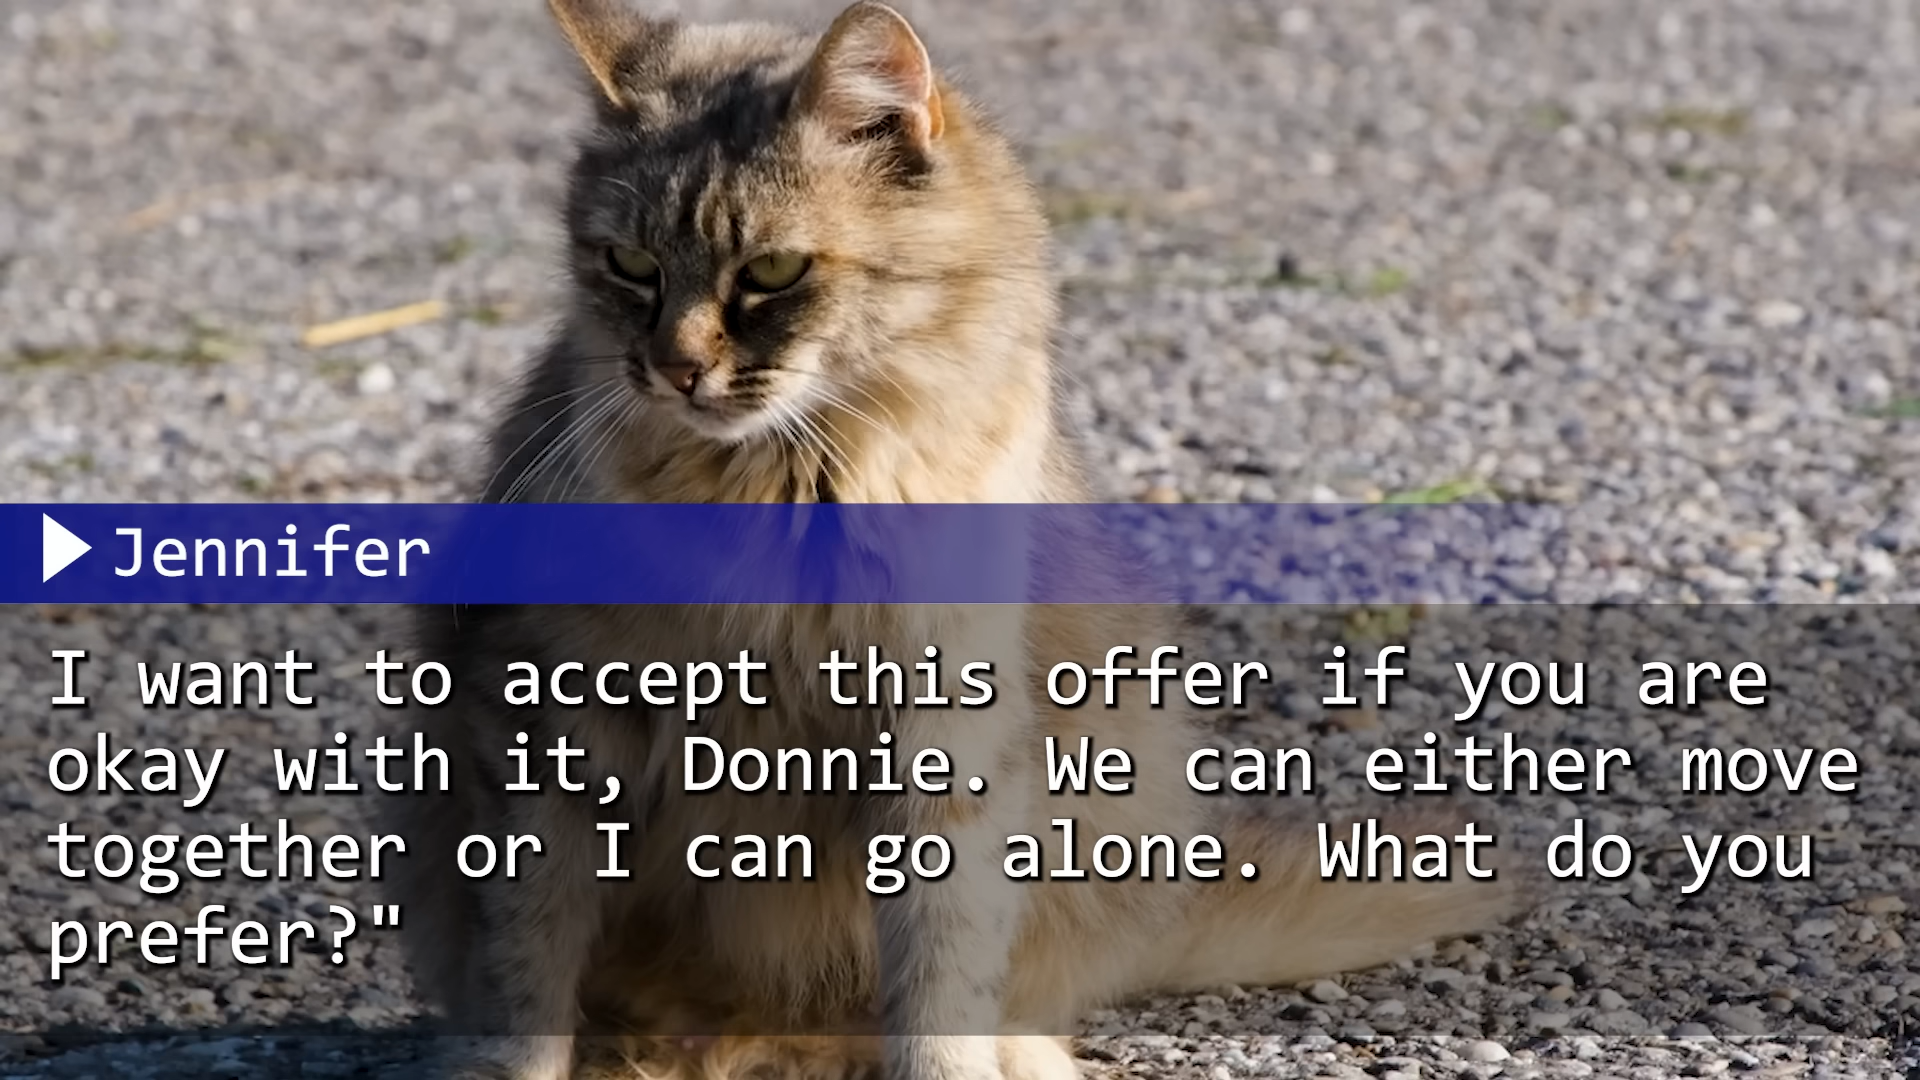 Jennifer
I want to accept this offer if you are
okay with it, Donnie. We can either move
together or I can go alone. What do you
prefer?"